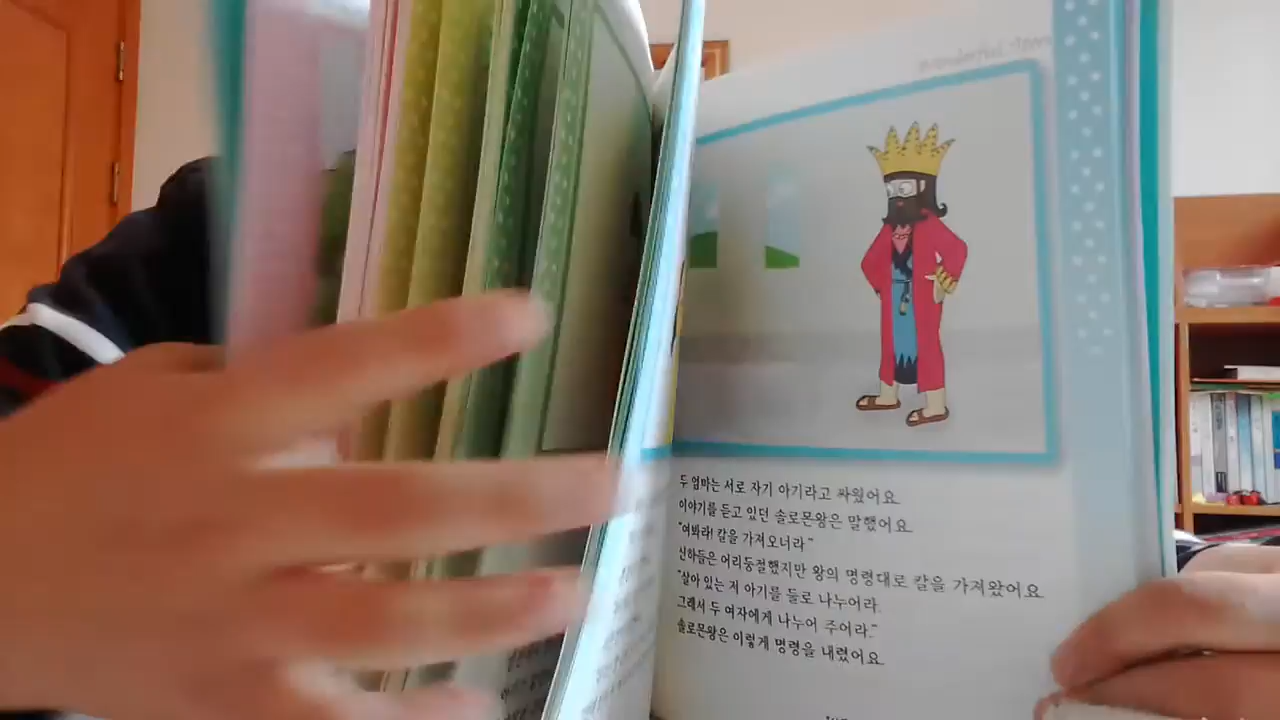 두 엄마는 서로 자기 아기라고 싸웠어요
이야기를 듣고 있던 솔로몬왕은 말했어요
"여봐라! 칼을 가져오너라"
신하들은 어리둥절했지만 왕의 명령대로 칼을 가져왔어요
"살아 있는 저 아기를 둘로 나누어라.
그래서 두 여자에게 나누어 주어라."
솔로몬왕은 이렇게 명령을 내렸어요